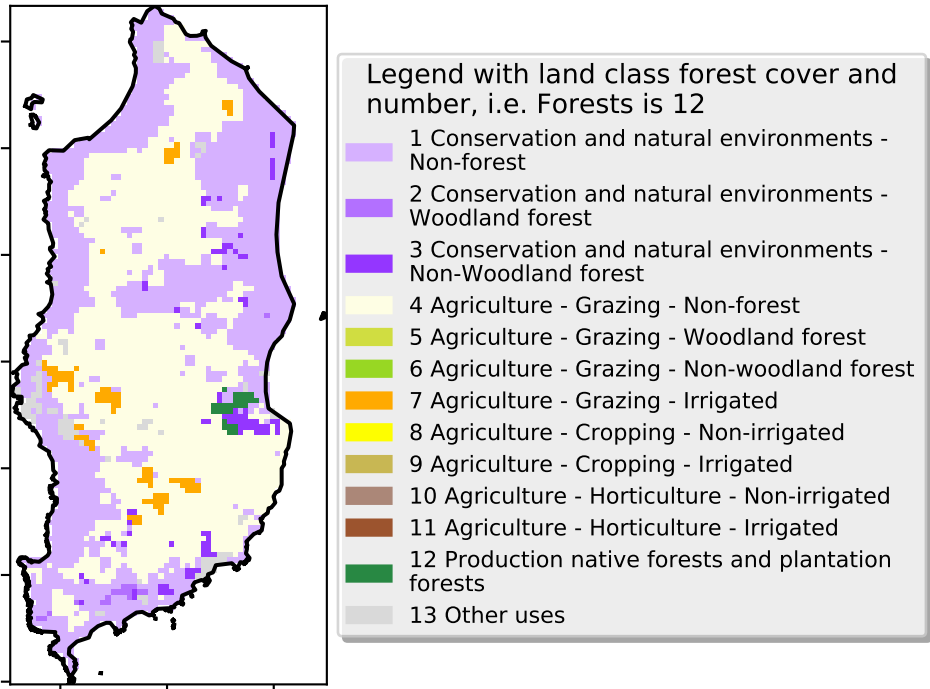 Legend with land class forest cover and
number, i.e. Forests is 12
1 Conservation and natural environments -
Non-forest
2 Conservation and natural environments -
Woodland forest
3 Conservation and natural environments -
Non-Woodland forest
4 Agriculture - Grazing - Non-forest
5 Agriculture - Grazing - Woodland forest
6 Agriculture - Grazing - Non-woodland forest
7 Agriculture - Grazing - Irrigated
8 Agriculture - Cropping - Non-irrigated
9 Agriculture - Cropping - Irrigated
10 Agriculture - Horticulture - Non-irrigated
11 Agriculture - Horticulture - Irrigated
12 Production native forests and plantation
forests
13 Other uses